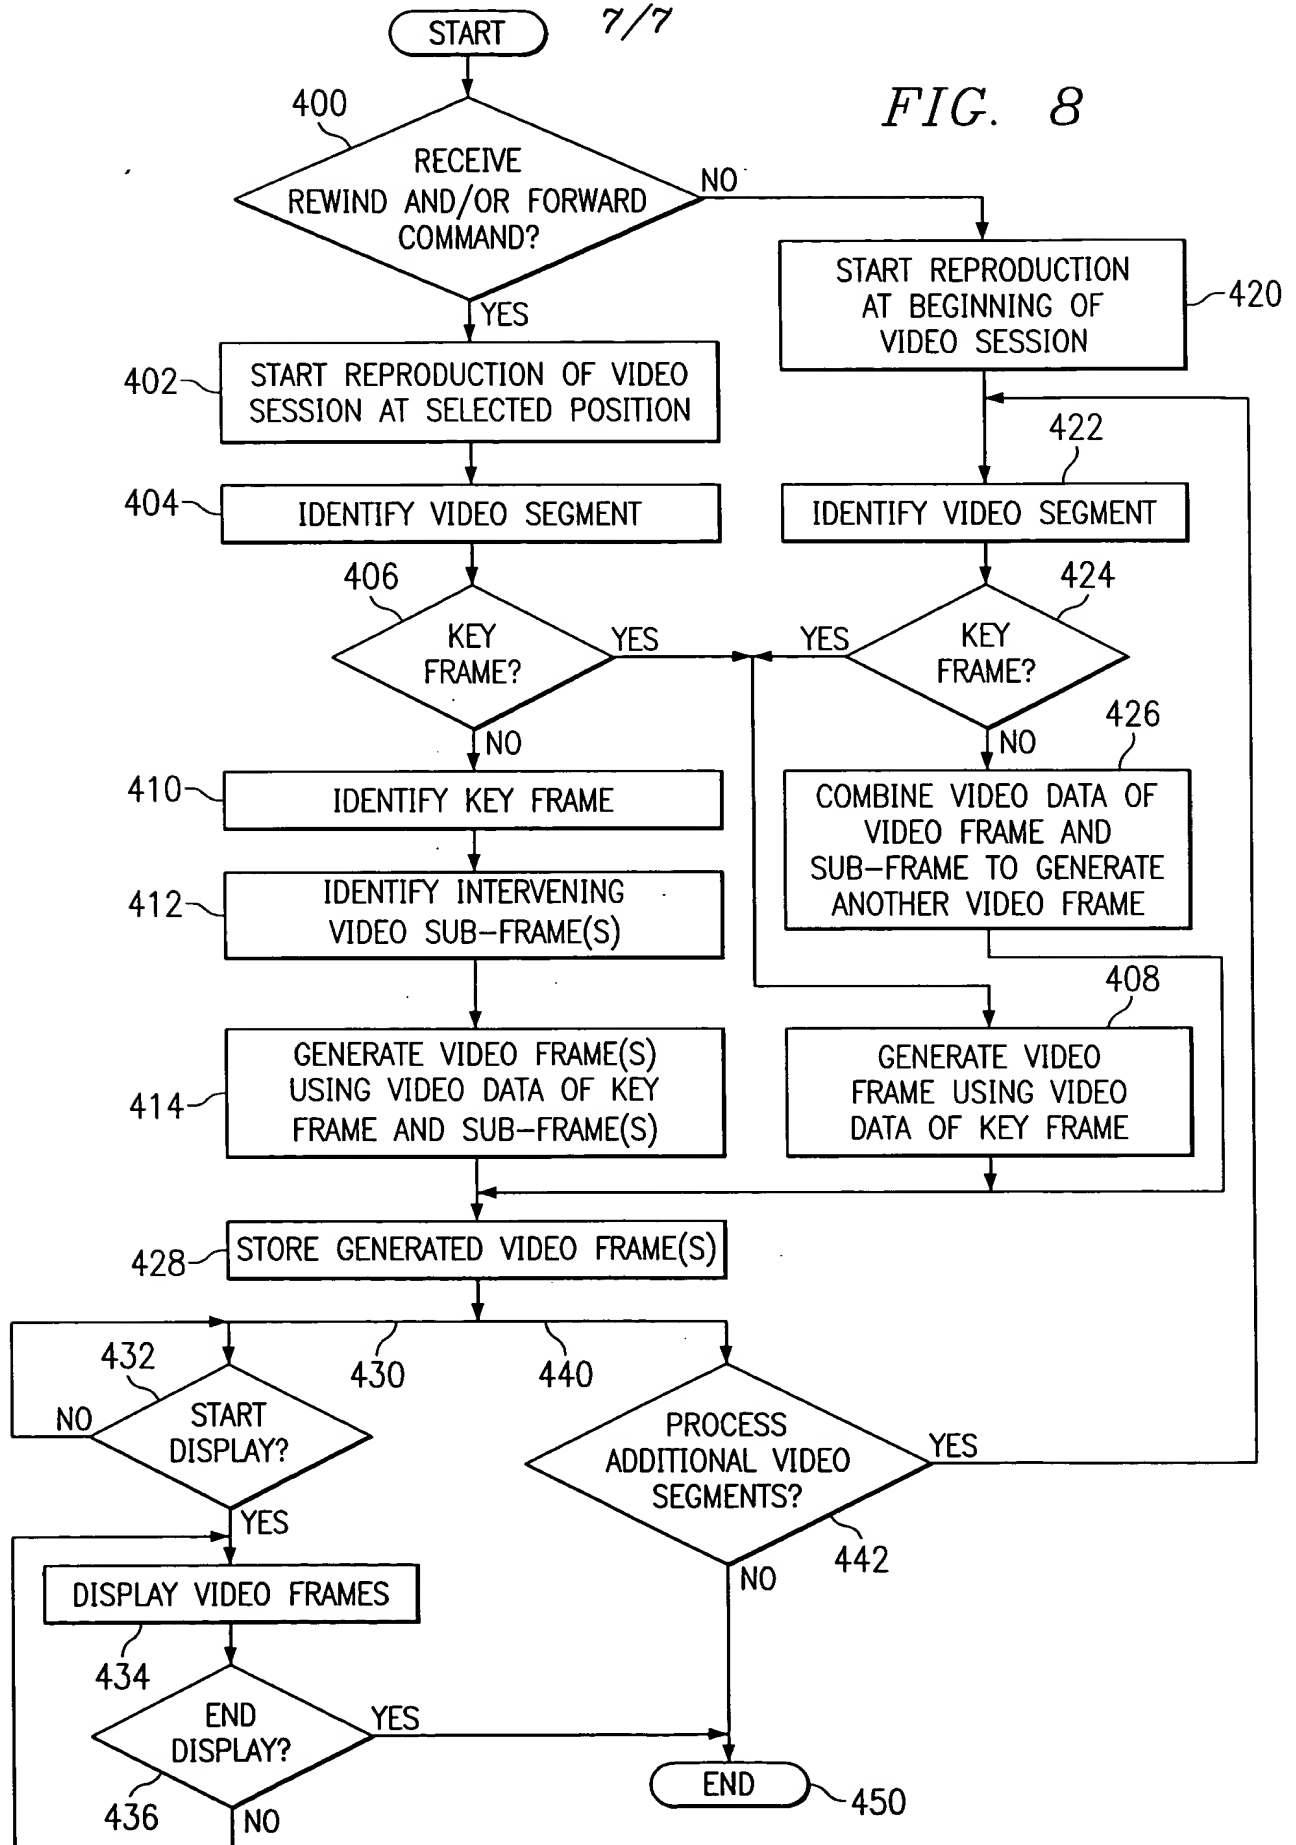 7/7
START
FIG. 8
400
RECEIVE
REWIND AND/OR FORWARD
COMMAND?
NO
YES
START REPRODUCTION
AT BEGINNING OF
VIDEO SESSION
420
402
START REPRODUCTION OF VIDEO
SESSION AT SELECTED POSITION
422
404
IDENTIFY VIDEO SEGMENT
IDENTIFY VIDEO SEGMENT
406
KEY
FRAME?
YES
NO
424
KEY
FRAME?
YES
NO
410
IDENTIFY KEY FRAME
426
COMBINE VIDEO DATA OF
VIDEO FRAME AND
SUB-FRAME TO GENERATE
ANOTHER VIDEO FRAME
412
IDENTIFY INTERVENING
VIDEO SUB-FRAME(S)
408
GENERATE VIDEO
FRAME USING VIDEO
DATA OF KEY FRAME
414
GENERATE VIDEO FRAME(S)
USING VIDEO DATA OF KEY
FRAME AND SUB-FRAME(S)
428
STORE GENERATED VIDEO FRAME(S)
430
440
432
START
DISPLAY?
NO
YES
PROCESS
ADDITIONAL VIDEO
SEGMENTS?
YES
442
NO
DISPLAY VIDEO FRAMES
434
END
DISPLAY?
YES
436
NO
END
450